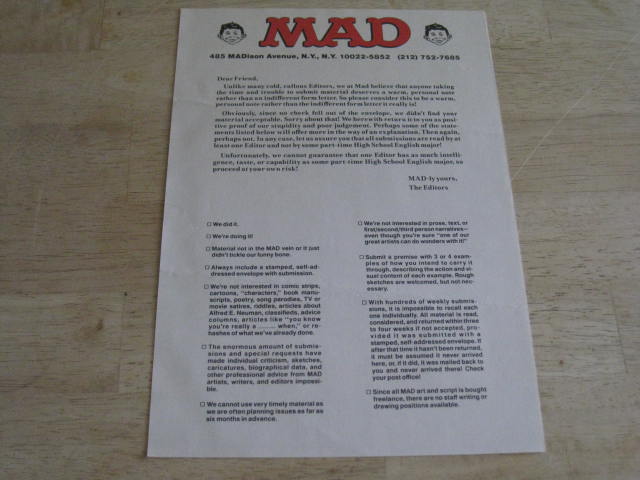 MAD
485 MADison Avenue, N.Y., N.Y. 10022-5852 (212) 752-7685
Dear Friend,
Unlike many cold, callous Editors, we at Mad believe that anyone taking
the time and trouble to submit material deserves a warm, personal note
rather than an indifferent form letter. So please consider this to be a warm,
personal note rather than the indifferent form letter it really is!
Obviously, since no check fell out of the envelope, we didn't find your
material acceptable. Sorry about that! We herewith return it to you as posi-
tive proof of our stupidity and poor judgement. Perhaps some of the state-
ments listed below will offer more in the way of an explanation. Then again,
perhaps not. In any case, let us assure you that all submissions are read by at
least one Editor and not by some part-time High School English major!
Unfortunately, we cannot guarantee that one Editor has as much intelli-
gence, taste, or capability as some part-time High School English major, so
proceed at your own risk!
MAD-ly yours,
The Editors
□ We did it.
□ We're doing it!
□ Material not in the MAD vein or it just
didn't tickle our funny bone.
□ Always include a stamped, self-ad-
dressed envelope with submission.
□ We're not interested in comic strips,
cartoons, "characters," book manu-
scripts, poetry, song parodies, TV or
movie satires, riddles, articles about
Alfred E. Neuman, classifieds, advice
columns, articles like "you know
you're really a ......... when," or re-
hashes of what we've already done.
□ The enormous amount of submis-
sions and special requests have
made individual criticism, sketches,
caricatures, biographical data, and
other professional advice from MAD
artists, writers, and editors impossi-
ble.
□ We cannot use very timely material as
we are often planning issues as far as
six months in advance.
□ We're not interested in prose, text, or
first/second/third person narratives—
even though you're sure "one of our
great artists can do wonders with it!"
□ Submit a premise with 3 or 4 exam-
ples of how you intend to carry it
through, describing the action and vi-
sual content of each example. Rough
sketches are welcomed, but not nec-
essary.
□ With hundreds of weekly submis-
sions, it is impossible to recall each
one individually. All material is read,
considered, and returned within three
to four weeks if not accepted, pro-
vided it was submitted with a
stamped, self-addressed envelope. If
after that time it hasn't been returned,
it must be assumed it never arrived
here, or, if it did, it was mailed back to
you and never arrived there! Check
your post office!
□ Since all MAD art and script is bought
freelance, there are no staff writing or
drawing positions available.